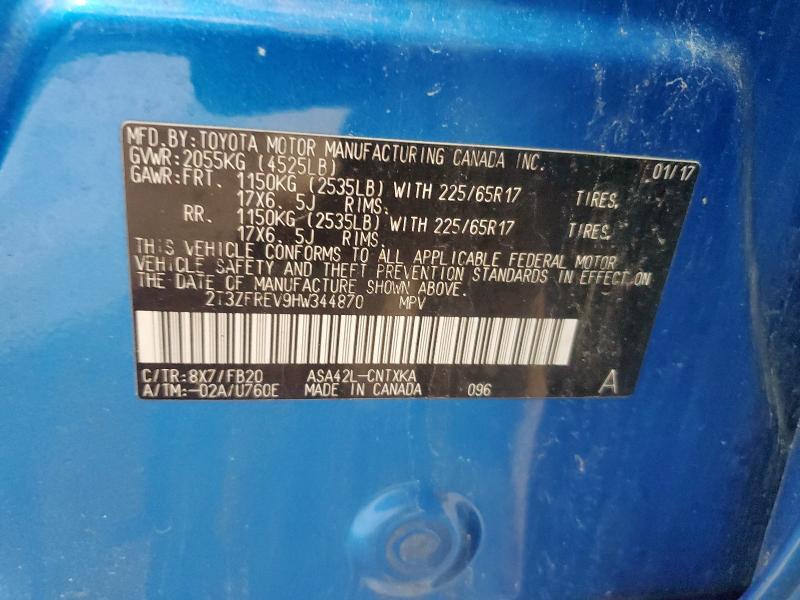 MFD. BY: TOYOTA MOTOR MANUFACTURING CANADA INC. 01/17
GVWR: 2055KG (4525LB)
GAWR: FRT. 1150KG (2535LB) WITH 225/65R17 TIRES,
17X6. 5J RIMS.
RR. 1150KG (2535LB) WITH 225/65R17 TIRES,
17X6. 5J RIMS.
THIS VEHICLE CONFORMS TO ALL APPLICABLE FEDERAL MOTOR
VEHICLE SAFETY AND THEFT PREVENTION STANDARDS IN EFFECT ON
THE DATE OF MANUFACTURE SHOWN ABOVE.
2T3ZFREV9HW344870 MPV
C/TR: 8X7/FB20 ASA42L-CNTXKA
A/TM: -02A/U760E MADE IN CANADA 096 A